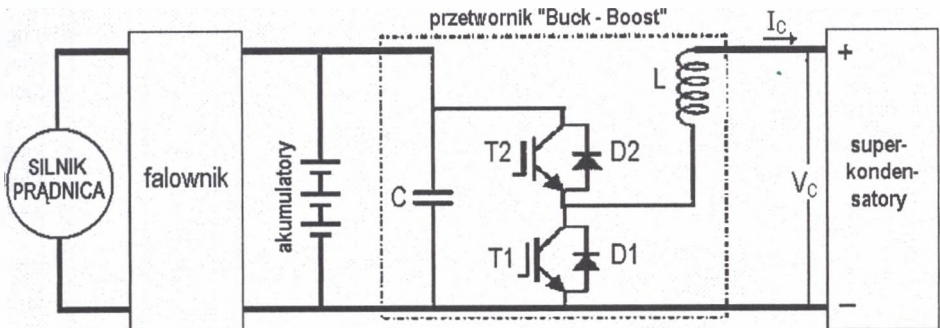 przetwornik "Buck - Boost"
I_C
SILNIK
PRĄDNICA
falownik
akumulatory
C
T2
D2
T1
D1
L
V_C
+
super-
konden-
satory
−